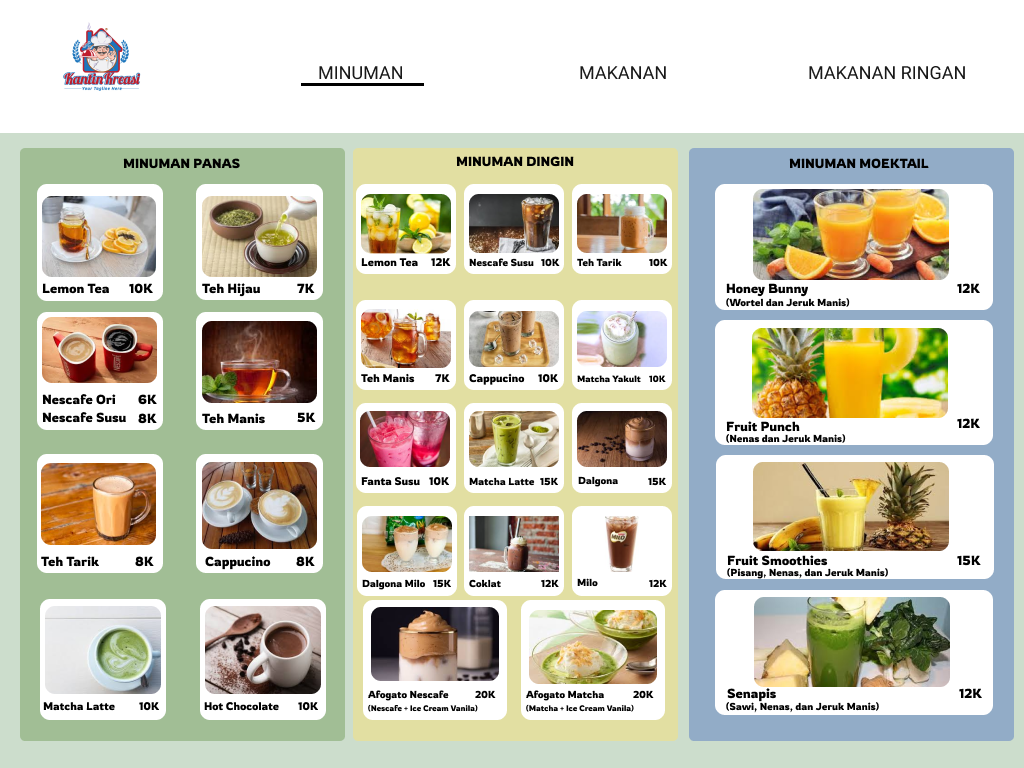 KantinKreasi
Your Tagline Here
MINUMAN
MAKANAN
MAKANAN RINGAN
MINUMAN PANAS
Lemon Tea 10K
Teh Hijau 7K
Nescafe Ori 6K
Nescafe Susu 8K
Teh Manis 5K
Teh Tarik 8K
Cappucino 8K
Matcha Latte 10K
Hot Chocolate 10K
MINUMAN DINGIN
Lemon Tea 12K
Nescafe Susu 10K
Teh Tarik 10K
Teh Manis 7K
Cappucino 10K
Matcha Yakult 10K
Fanta Susu 10K
Matcha Latte 15K
Dalgona 15K
Dalgona Milo 15K
Coklat 12K
MILO
Milo 12K
Afogato Nescafe 20K
(Nescafe + Ice Cream Vanila)
Afogato Matcha 20K
(Matcha + Ice Cream Vanila)
MINUMAN MOEKTAIL
Honey Bunny 12K
(Wortel dan Jeruk Manis)
Fruit Punch 12K
(Nenas dan Jeruk Manis)
Fruit Smoothies 15K
(Pisang, Nenas, dan Jeruk Manis)
Senapis 12K
(Sawi, Nenas, dan Jeruk Manis)